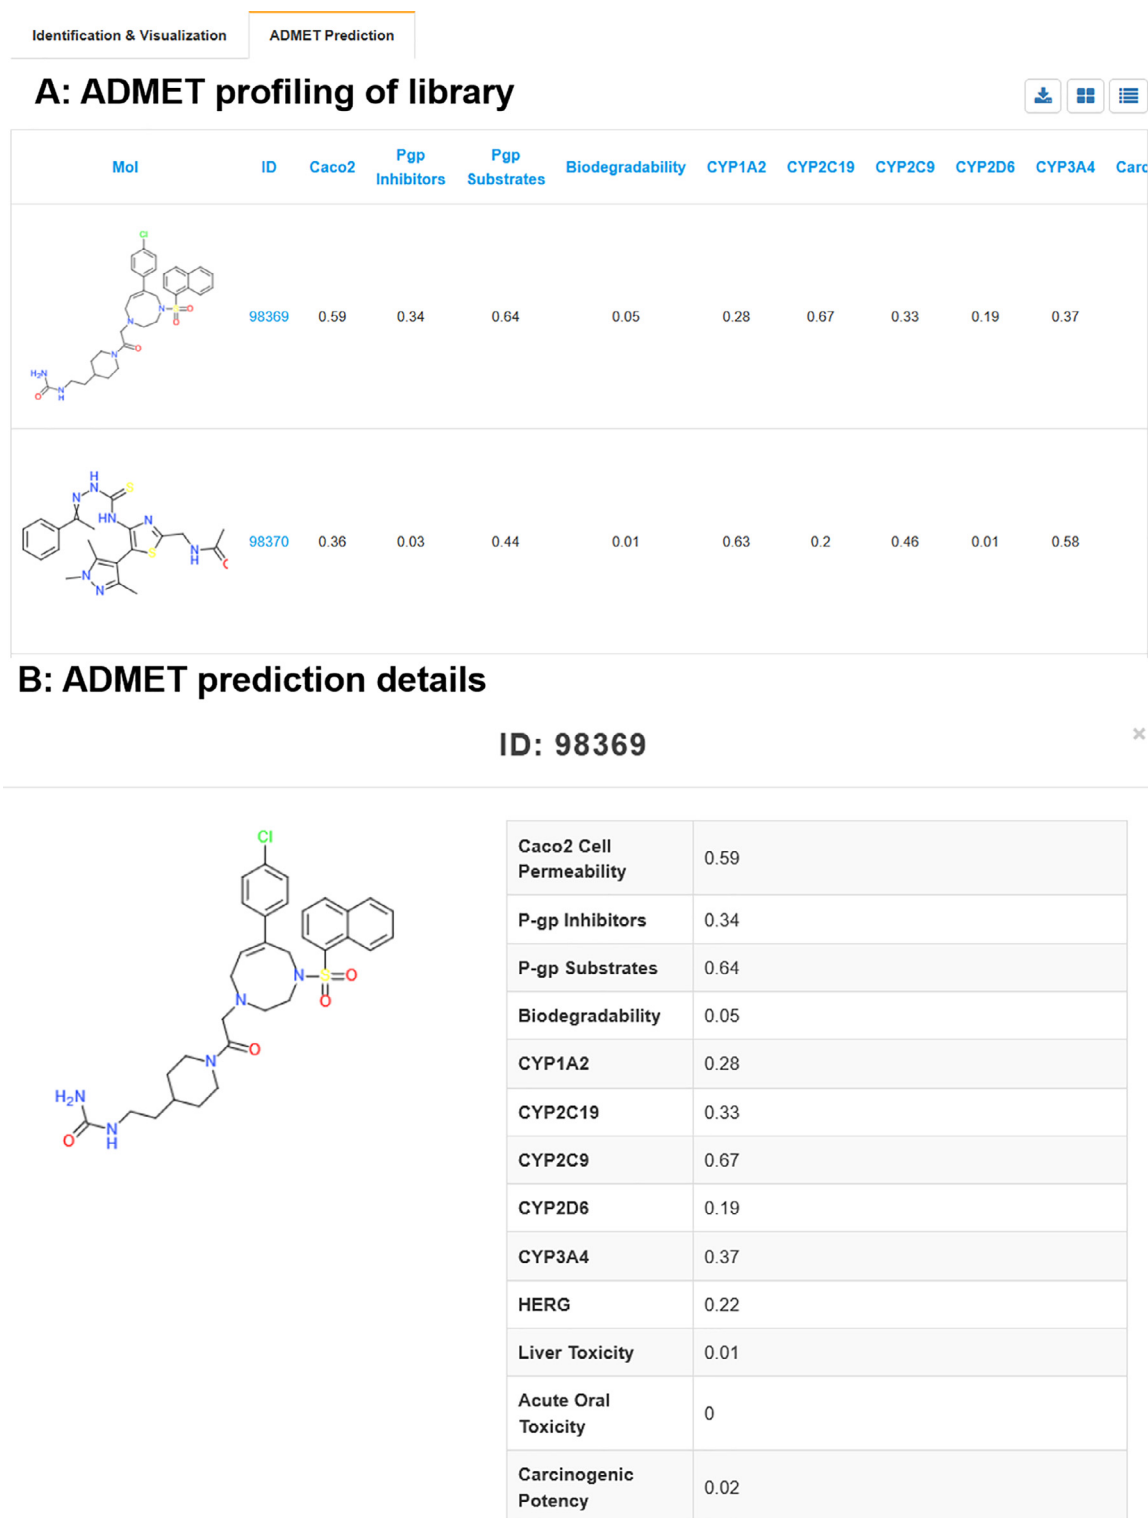 Identification & Visualization
ADMET Prediction
A: ADMET profiling of library
Mol ID Caco2 Pgp Inhibitors Pgp Substrates Biodegradability CYP1A2 CYP2C19 CYP2C9 CYP2D6 CYP3A4 Carc
Cl
N
S
O
O
N
N
O
H₂N
O
N
H
98369 0.59 0.34 0.64 0.05 0.28 0.67 0.33 0.19 0.37
H
N
N
S
HN
N
S
N
H
O
N
N
98370 0.36 0.03 0.44 0.01 0.63 0.2 0.46 0.01 0.58
B: ADMET prediction details
ID: 98369
×
Cl
N
S
O
O
N
N
O
H₂N
O
N
H
Caco2 Cell
Permeability
0.59
P-gp Inhibitors 0.34
P-gp Substrates 0.64
Biodegradability 0.05
CYP1A2 0.28
CYP2C19 0.33
CYP2C9 0.67
CYP2D6 0.19
CYP3A4 0.37
HERG 0.22
Liver Toxicity 0.01
Acute Oral
Toxicity
0
Carcinogenic
Potency
0.02